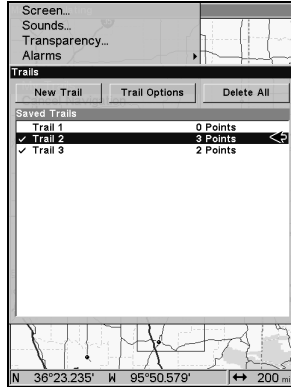 Screen...
Sounds...
Transparency...
Alarms
Trails
New Trail Trail Options Delete All
Saved Trails
Trail 1 0 Points
✓ Trail 2 3 Points
✓ Trail 3 2 Points
N 36°23.235' W 95°50.579' ↔ 200